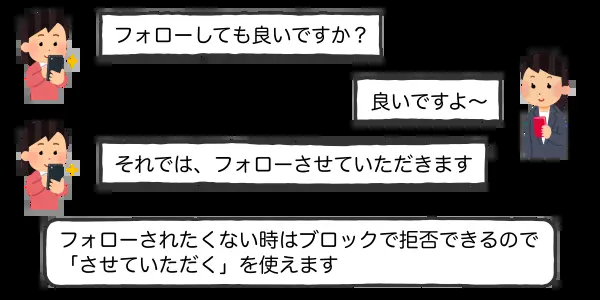 フォローしても良いですか？
良いですよ〜
それでは、フォローさせていただきます
フォローされたくない時はブロックで拒否できるので
「させていただく」を使えます